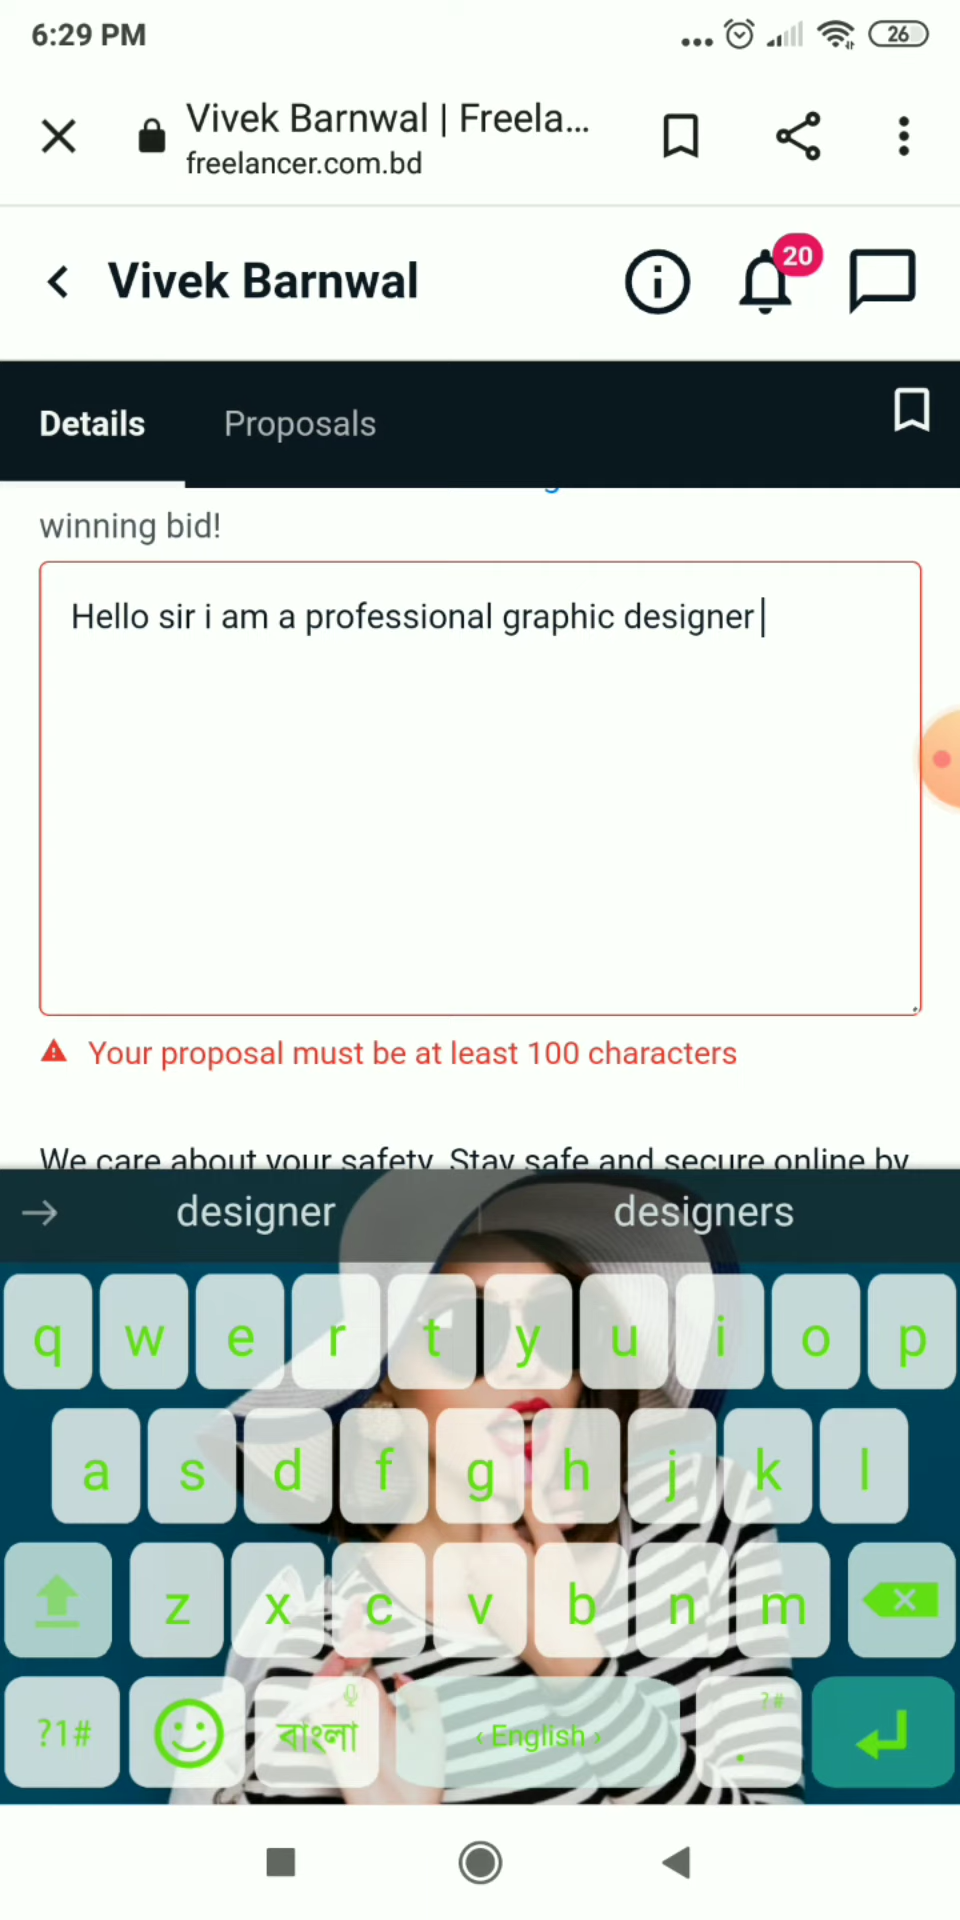 6:29 PM
26
Vivek Barnwal | Freela...
freelancer.com.bd
Vivek Barnwal
20
Details
Proposals
winning bid!
Hello sir i am a professional graphic designer
Your proposal must be at least 100 characters
We care about your safety. Stay safe and secure online by
designer
designers
q w e r t y u i o p
a s d f g h j k l
z x c v b n m
?1# বাংলা ‹ English › ?# .